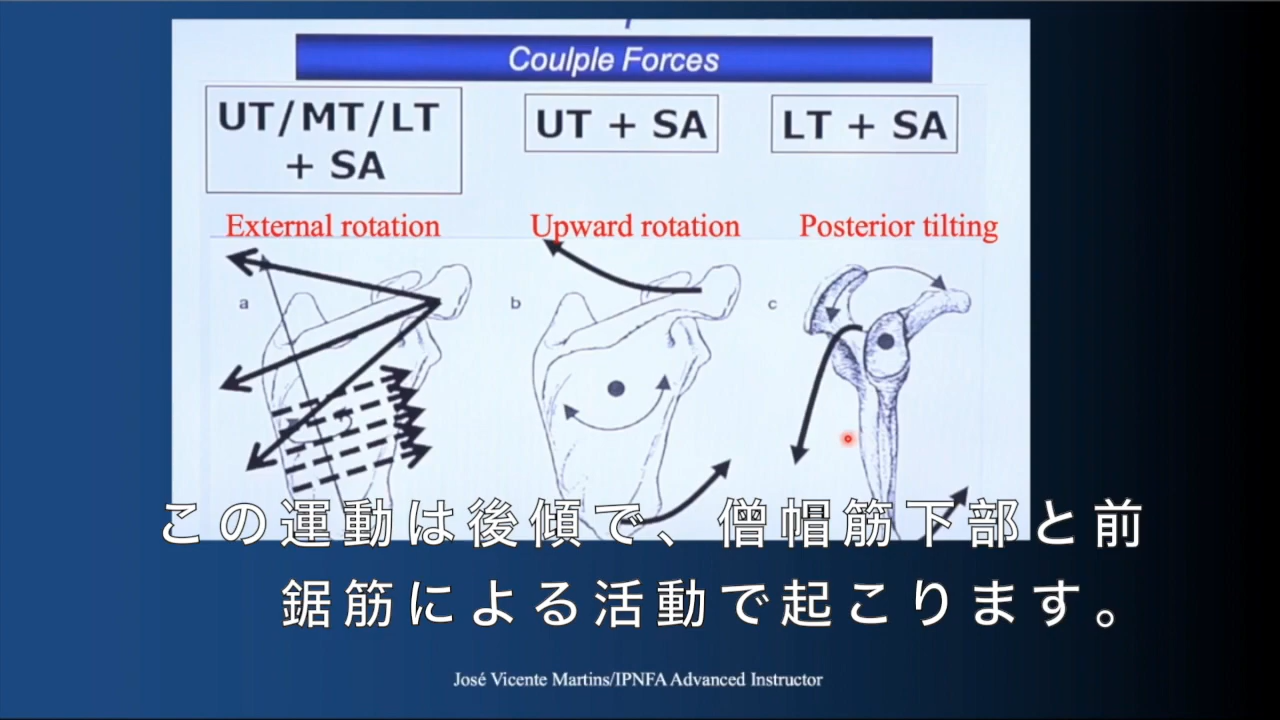 Coulple Forces
UT/MT/LT
+ SA
UT + SA
LT + SA
External rotation
Upward rotation
Posterior tilting
a
b
c
この運動は後傾で、僧帽筋下部と前
鋸筋による活動で起こります。
José Vicente Martins/IPNFA Advanced Instructor